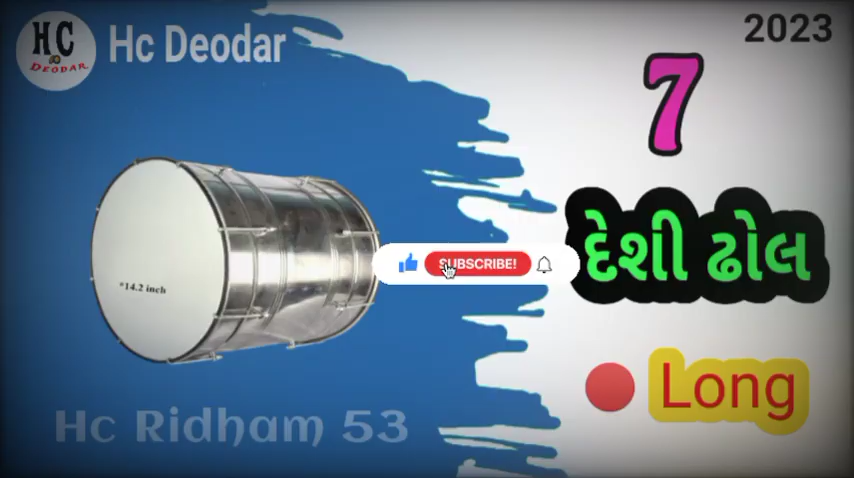 HC
DEODAR
Hc Deodar
2023
7
દેશી ઢોલ
SUBSCRIBE!
*14.2 inch
Long
Hc Ridham 53